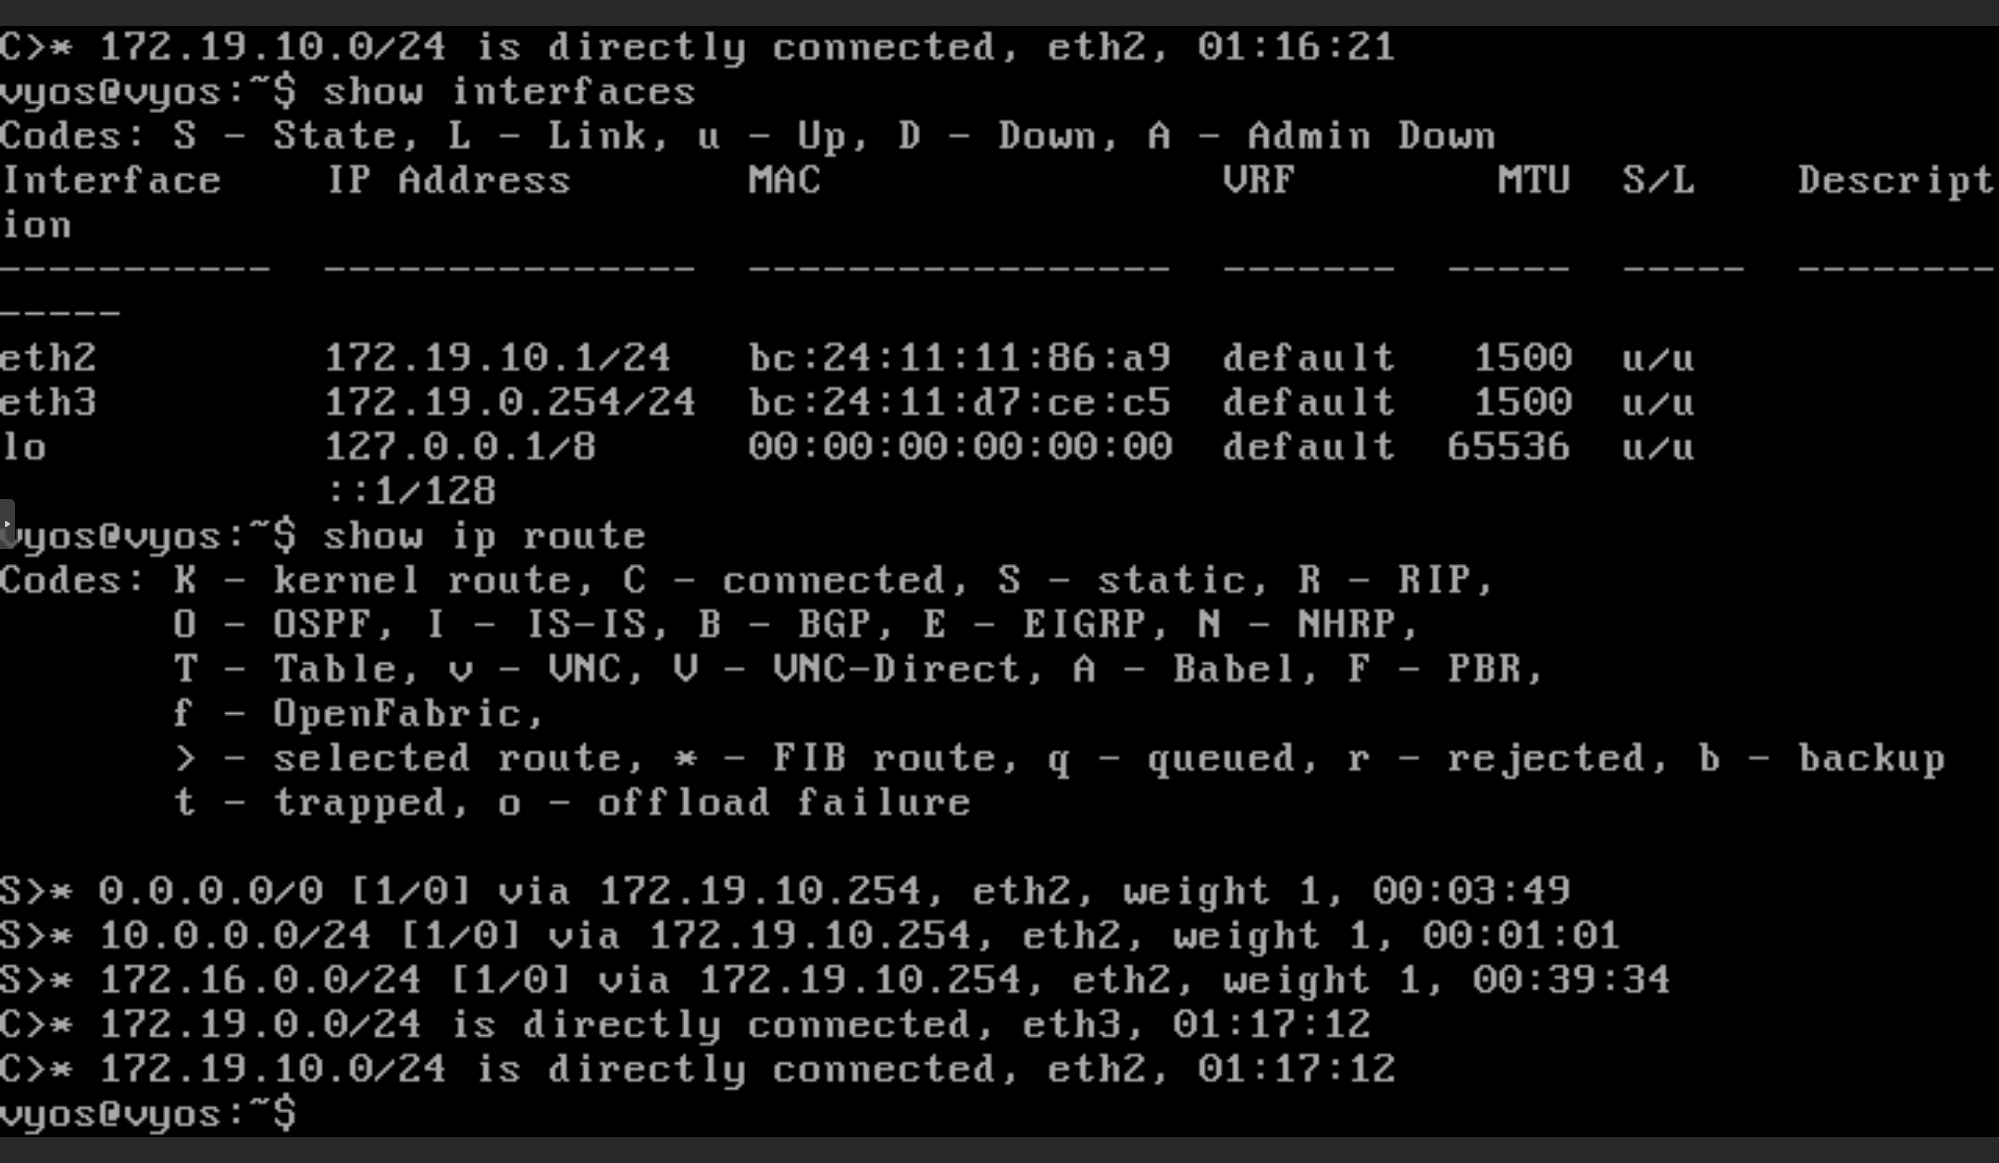 C>* 172.19.10.0/24 is directly connected, eth2, 01:16:21
vyos@vyos:~$ show interfaces
Codes: S - State, L - Link, u - Up, D - Down, A - Admin Down
Interface    IP Address       MAC                VRF        MTU  S/L    Descript
ion
-----------  ---------------  -----------------  -------  -----  -----  --------
-----
eth2         172.19.10.1/24   bc:24:11:11:86:a9  default   1500  u/u
eth3         172.19.0.254/24  bc:24:11:d7:ce:c5  default   1500  u/u
lo           127.0.0.1/8      00:00:00:00:00:00  default  65536  u/u
             ::1/128
vyos@vyos:~$ show ip route
Codes: K - kernel route, C - connected, S - static, R - RIP,
       O - OSPF, I - IS-IS, B - BGP, E - EIGRP, N - NHRP,
       T - Table, v - VNC, V - VNC-Direct, A - Babel, F - PBR,
       f - OpenFabric,
       > - selected route, * - FIB route, q - queued, r - rejected, b - backup
       t - trapped, o - offload failure

S>* 0.0.0.0/0 [1/0] via 172.19.10.254, eth2, weight 1, 00:03:49
S>* 10.0.0.0/24 [1/0] via 172.19.10.254, eth2, weight 1, 00:01:01
S>* 172.16.0.0/24 [1/0] via 172.19.10.254, eth2, weight 1, 00:39:34
C>* 172.19.0.0/24 is directly connected, eth3, 01:17:12
C>* 172.19.10.0/24 is directly connected, eth2, 01:17:12
vyos@vyos:~$